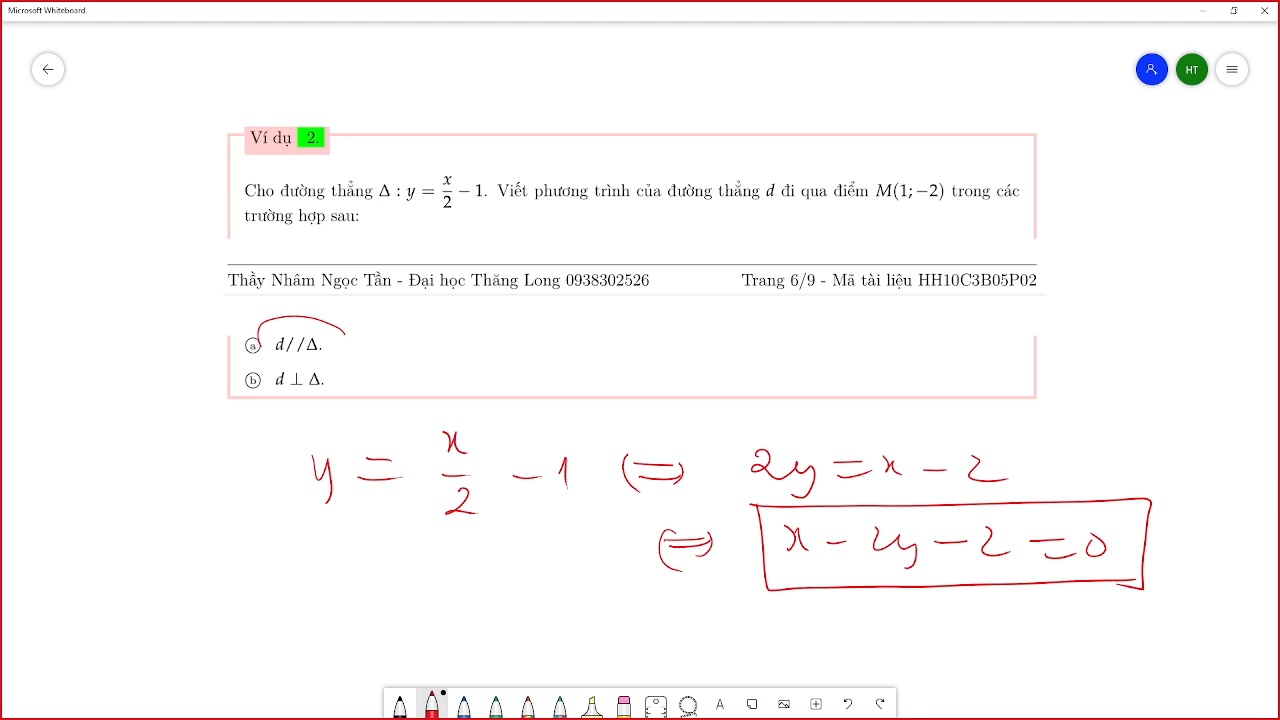 Microsoft Whiteboard
HT
Ví dụ 2.
Cho đường thẳng Δ : y = x/2 − 1. Viết phương trình của đường thẳng d đi qua điểm M(1; −2) trong các
trường hợp sau:
Thầy Nhâm Ngọc Tần - Đại học Thăng Long 0938302526 Trang 6/9 - Mã tài liệu HH10C3B05P02
ⓐ d//Δ.
ⓑ d ⊥ Δ.
y = x/2 − 1 ⇔ 2y = x − 2
⇔ x − 2y − 2 = 0
A